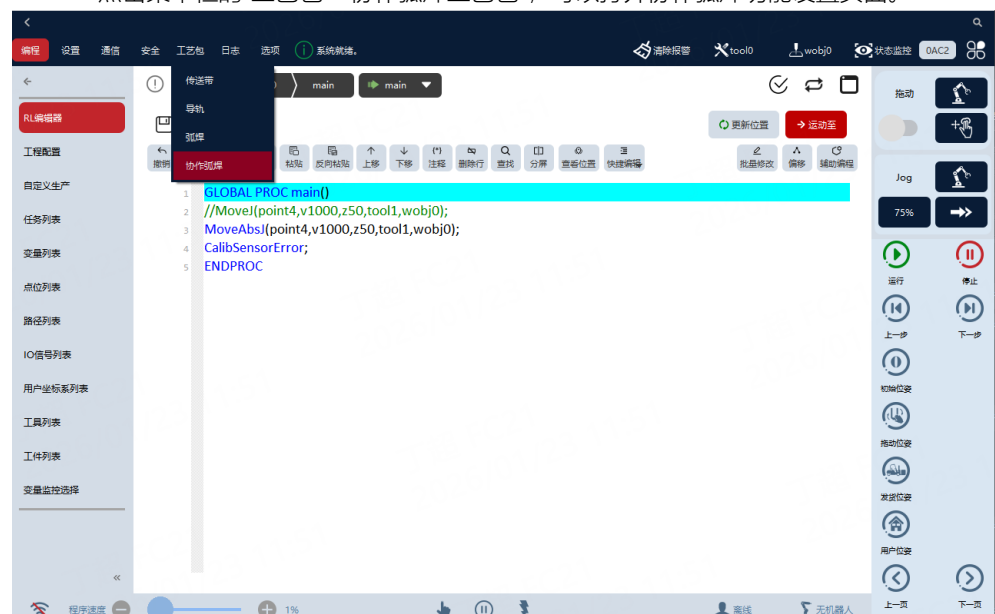 编程 设置 通信 安全 工艺包 日志 选项 系统就绪。 清除报警 tool0 wobj0 状态监控 0AC2
传送带
导轨
弧焊
协作弧焊
main main
更新位置 运动至
撤销 粘贴 反向粘贴 上移 下移 注释 删除行 查找 分屏 查看位置 快捷编辑 批量修改 偏移 辅助编程
RL编辑器
工程配置
自定义生产
任务列表
变量列表
点位列表
路径列表
IO信号列表
用户坐标系列表
工具列表
工件列表
变量监控选择
1 GLOBAL PROC main()
2 //MoveJ(point4,v1000,z50,tool1,wobj0);
3 MoveAbsJ(point4,v1000,z50,tool1,wobj0);
4 CalibSensorError;
5 ENDPROC
拖动
Jog
75%
运行 停止
上一步 下一步
初始位姿
拖动位姿
发货位姿
用户位姿
上一页 下一页
程序速度 1% 离线 无机器人